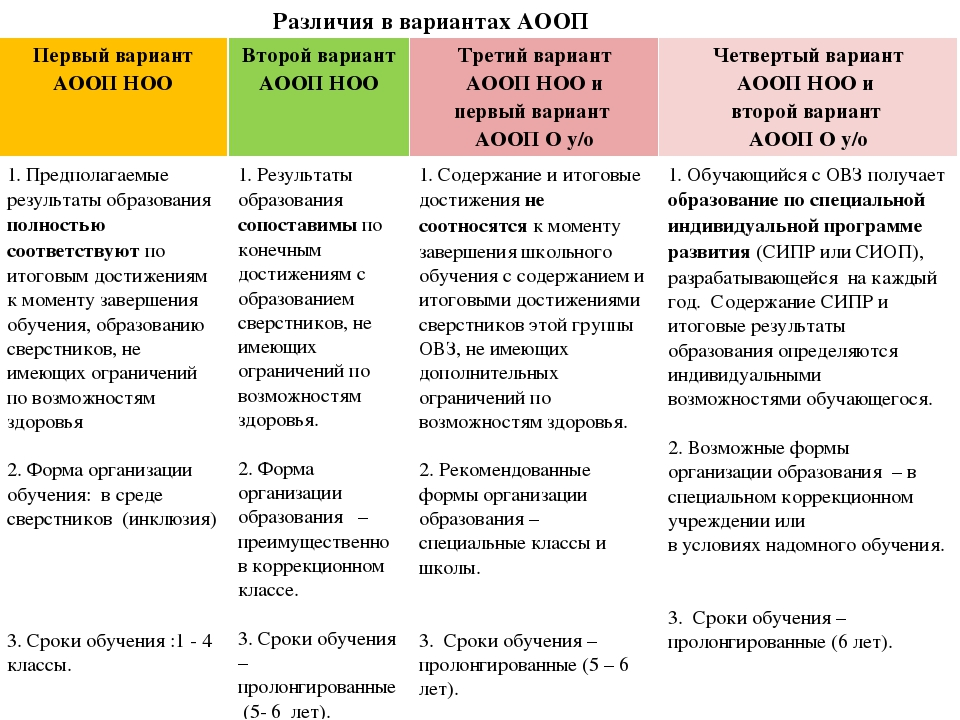 Различия в вариантах АООП
Первый вариант
АООП НОО
Второй вариант
АООП НОО
Третий вариант
АООП НОО и
первый вариант
АООП О у/о
Четвертый вариант
АООП НОО и
второй вариант
АООП О у/о
1. Предполагаемые
результаты образования
полностью
соответствуют по
итоговым достижениям
к моменту завершения
обучения, образованию
сверстников, не
имеющих ограничений
по возможностям
здоровья
2. Форма организации
обучения: в среде
сверстников (инклюзия)
3. Сроки обучения :1 - 4
классы.
1. Результаты
образования
сопоставимы по
конечным
достижениям с
образованием
сверстников, не
имеющих
ограничений по
возможностям
здоровья.
2. Форма
организации
образования –
преимущественно
в коррекционном
классе.
3. Сроки обучения
–
пролонгированные
(5- 6 лет).
1. Содержание и итоговые
достижения не
соотносятся к моменту
завершения школьного
обучения с содержанием и
итоговыми достижениями
сверстников этой группы
ОВЗ, не имеющих
дополнительных
ограничений по
возможностям здоровья.
2. Рекомендованные
формы организации
образования –
специальные классы и
школы.
3. Сроки обучения –
пролонгированные (5 – 6
лет).
1. Обучающийся с ОВЗ получает
образование по специальной
индивидуальной программе
развития (СИПР или СИОП),
разрабатывающейся на каждый
год. Содержание СИПР и
итоговые результаты
образования определяются
индивидуальными
возможностями обучающегося.
2. Возможные формы
организации образования – в
специальном коррекционном
учреждении или
в условиях надомного обучения.
3. Сроки обучения –
пролонгированные (6 лет).